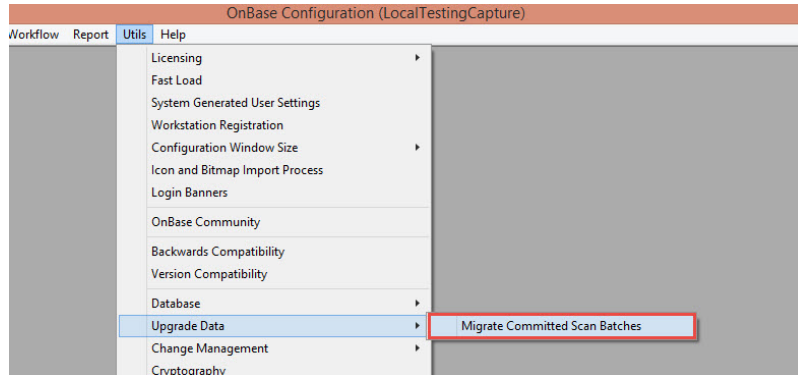 OnBase Configuration (LocalTestingCapture)
Workflow Report Utils Help
Licensing
Fast Load
System Generated User Settings
Workstation Registration
Configuration Window Size
Icon and Bitmap Import Process
Login Banners
OnBase Community
Backwards Compatibility
Version Compatibility
Database
Upgrade Data Migrate Committed Scan Batches
Change Management
Cryptography